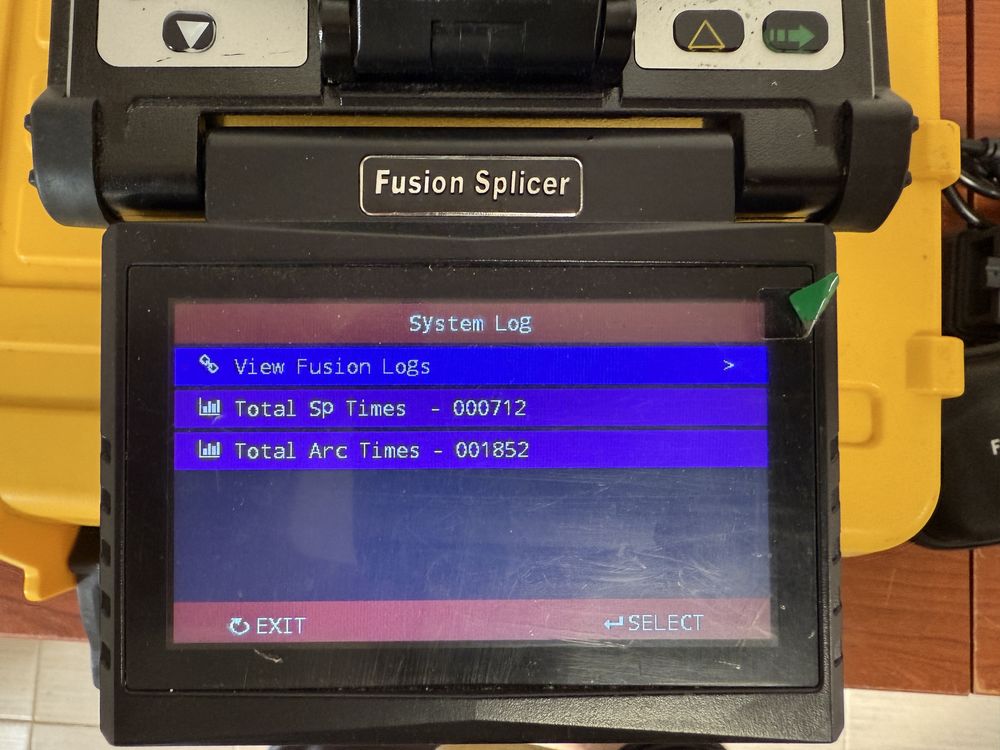 Fusion Splicer
System Log
View Fusion Logs >
Total Sp Times - 000712
Total Arc Times - 001852
EXIT
SELECT
F